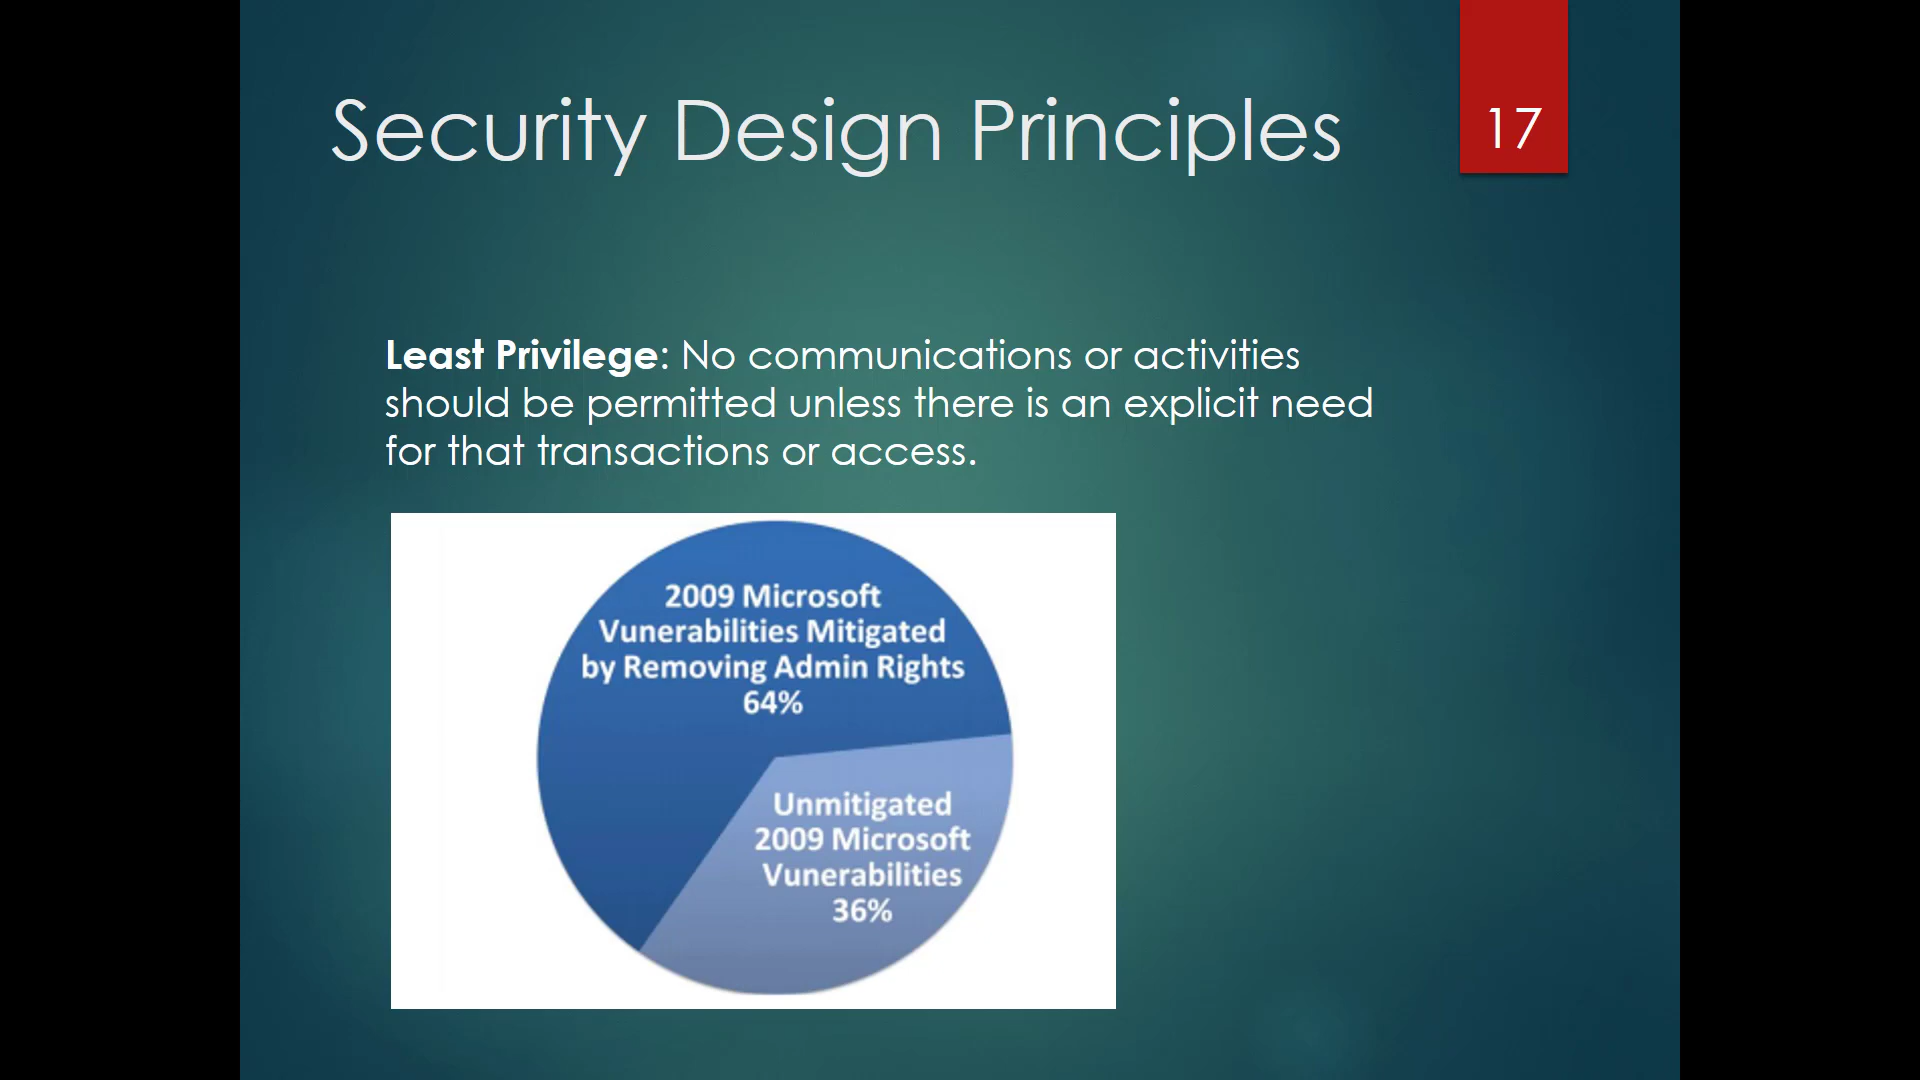 Security Design Principles
17
Least Privilege: No communications or activities
should be permitted unless there is an explicit need
for that transactions or access.
2009 Microsoft
Vunerabilities Mitigated
by Removing Admin Rights
64%
Unmitigated
2009 Microsoft
Vunerabilities
36%